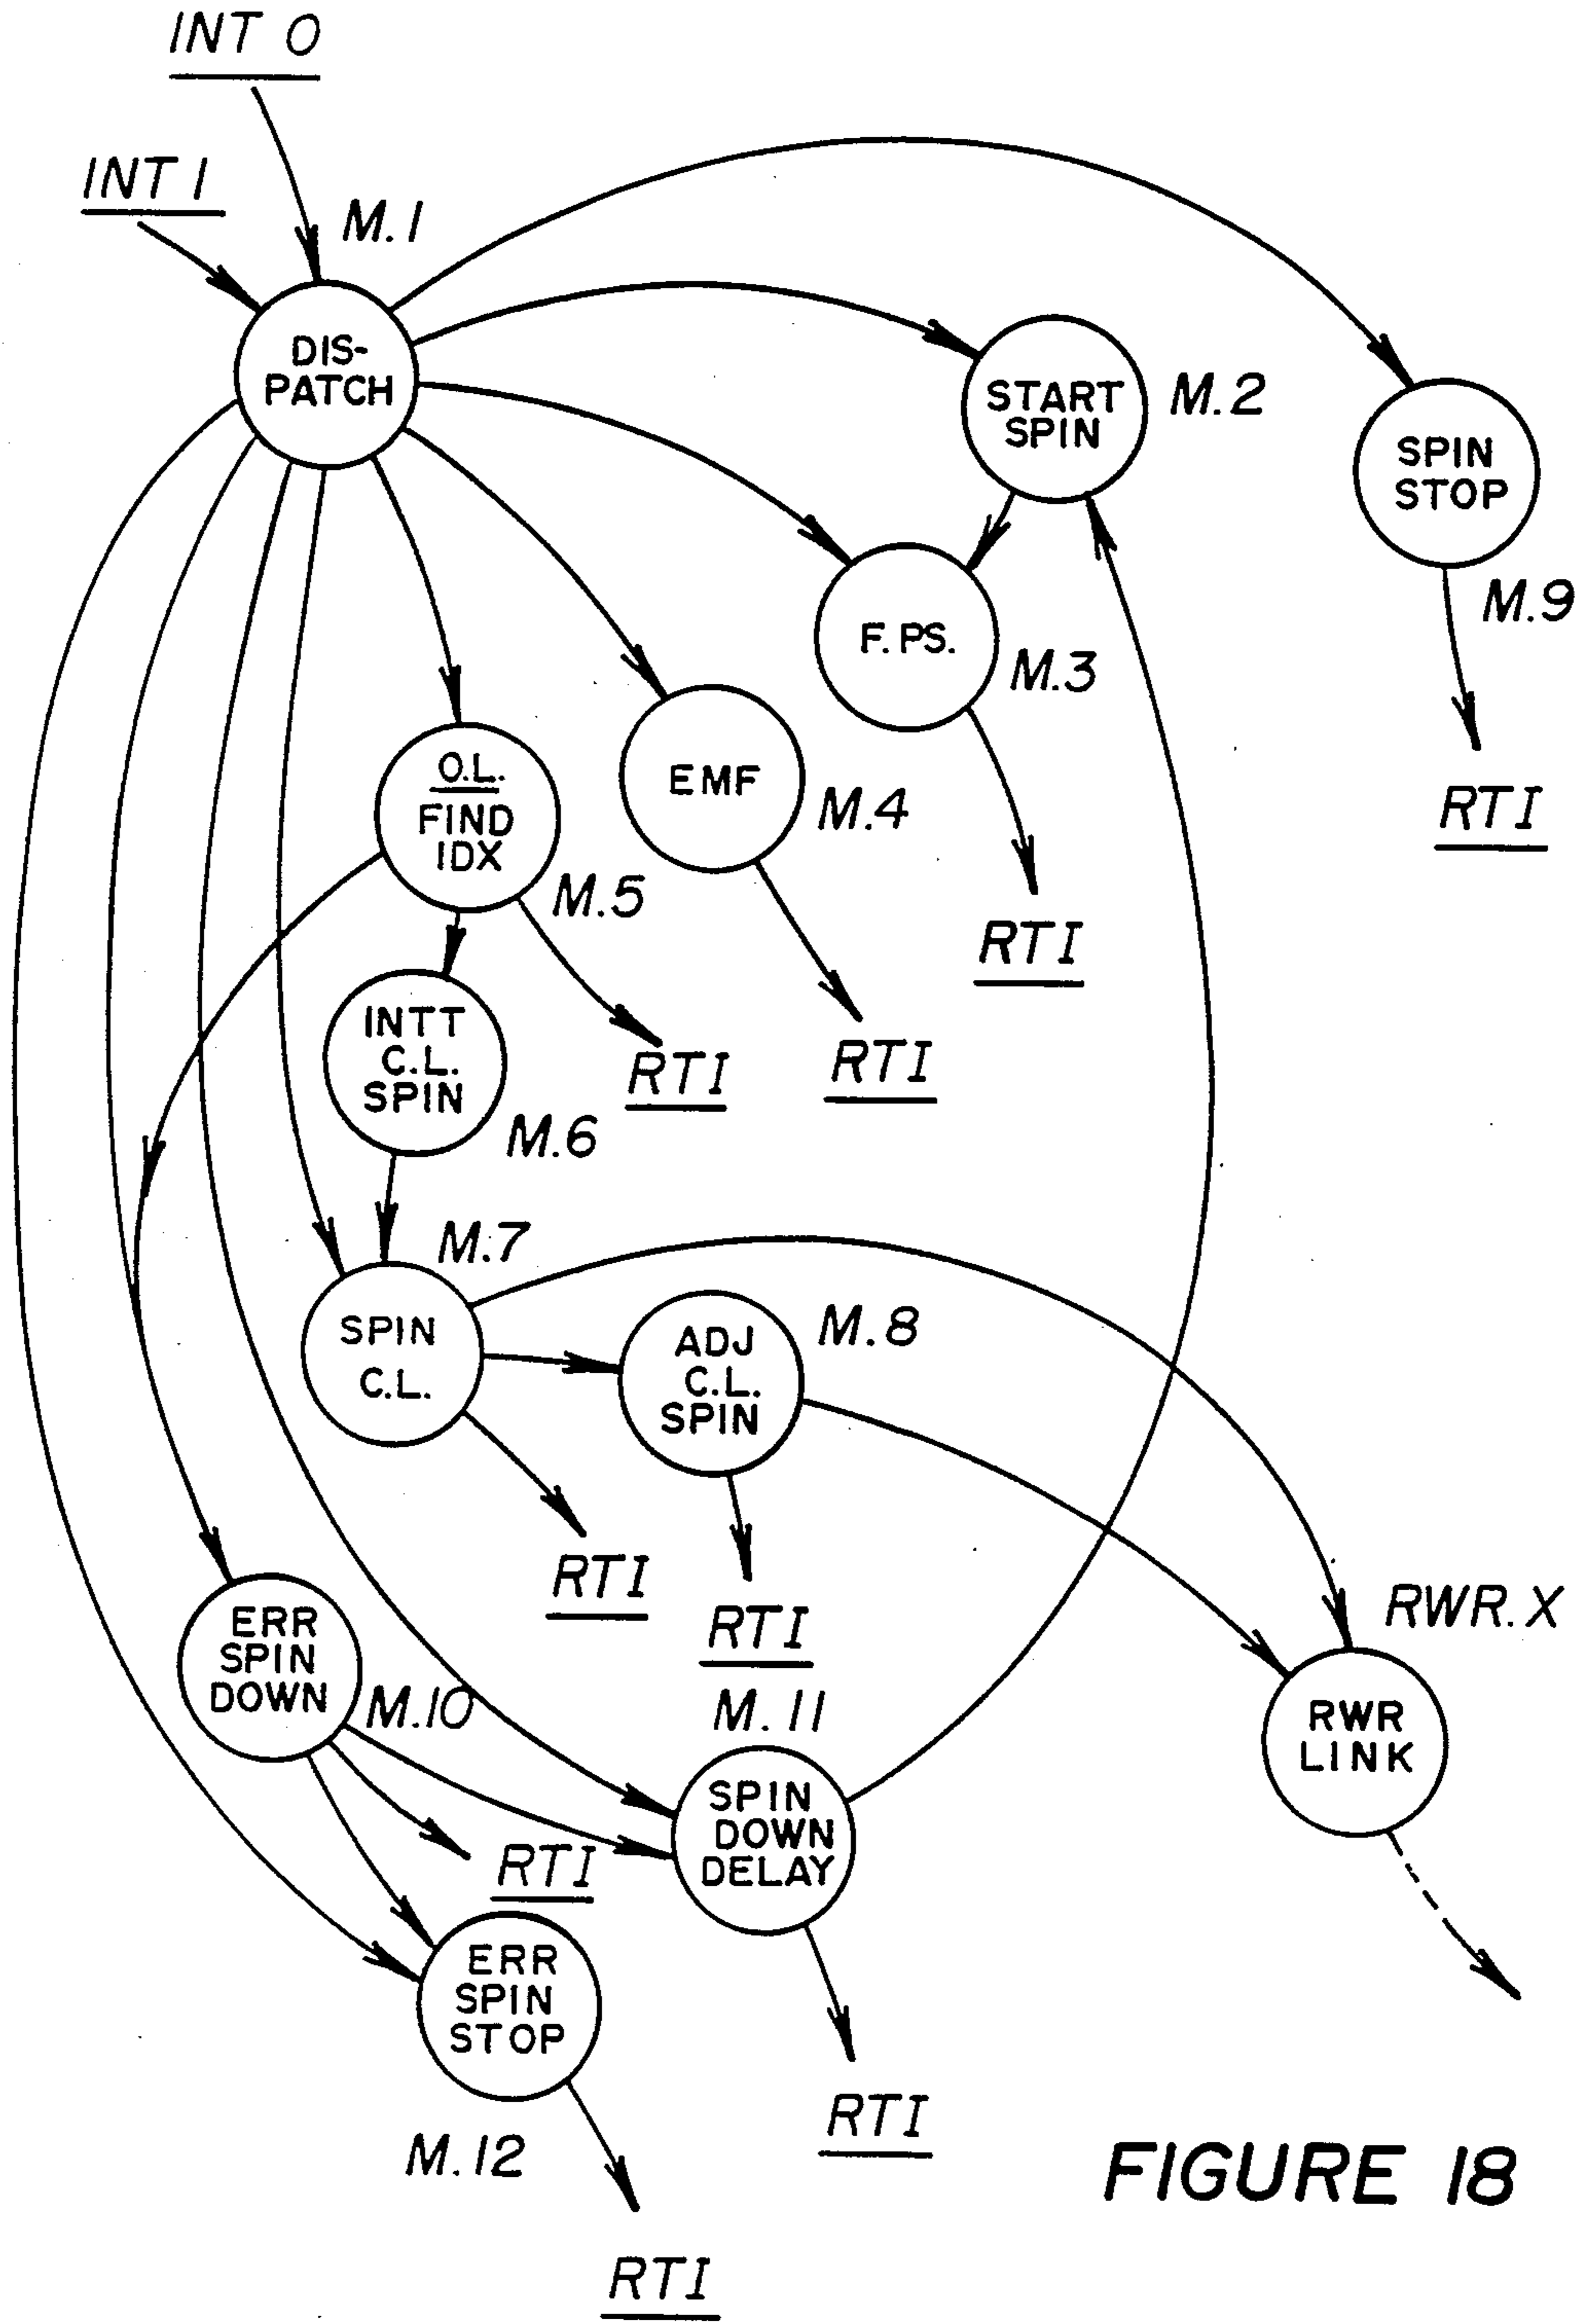 INT 0
INT 1
M.1
DIS-
PATCH
START
SPIN
M.2
SPIN
STOP
M.9
RTI
F.PS.
M.3
RTI
EMF
M.4
RTI
O.L.
FIND
IDX
M.5
RTI
INTT
C.L.
SPIN
M.6
M.7
SPIN
C.L.
RTI
M.8
ADJ
C.L.
SPIN
RTI
RWR.X
RWR
LINK
ERR
SPIN
DOWN
M.10
RTI
M.11
SPIN
DOWN
DELAY
RTI
ERR
SPIN
STOP
M.12
RTI
FIGURE 18